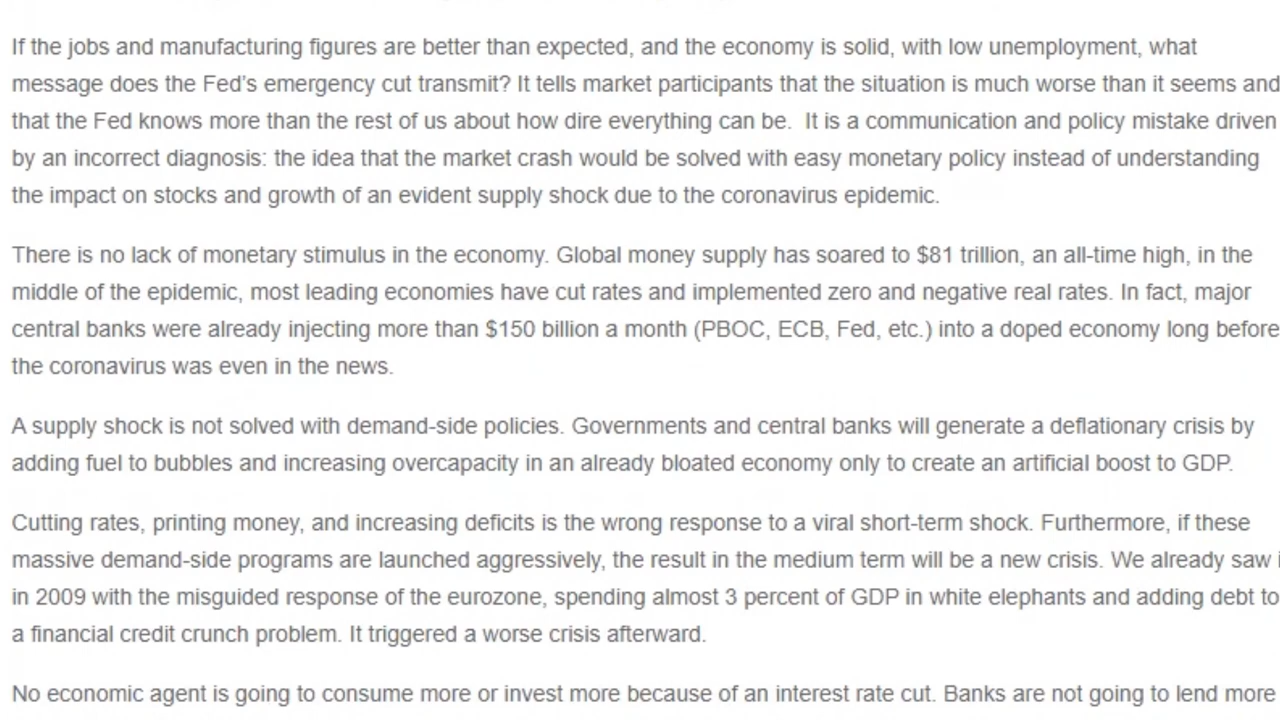 If the jobs and manufacturing figures are better than expected, and the economy is solid, with low unemployment, what
message does the Fed's emergency cut transmit? It tells market participants that the situation is much worse than it seems and
that the Fed knows more than the rest of us about how dire everything can be.  It is a communication and policy mistake driven
by an incorrect diagnosis: the idea that the market crash would be solved with easy monetary policy instead of understanding
the impact on stocks and growth of an evident supply shock due to the coronavirus epidemic.
There is no lack of monetary stimulus in the economy. Global money supply has soared to $81 trillion, an all-time high, in the
middle of the epidemic, most leading economies have cut rates and implemented zero and negative real rates. In fact, major
central banks were already injecting more than $150 billion a month (PBOC, ECB, Fed, etc.) into a doped economy long before
the coronavirus was even in the news.
A supply shock is not solved with demand-side policies. Governments and central banks will generate a deflationary crisis by
adding fuel to bubbles and increasing overcapacity in an already bloated economy only to create an artificial boost to GDP.
Cutting rates, printing money, and increasing deficits is the wrong response to a viral short-term shock. Furthermore, if these
massive demand-side programs are launched aggressively, the result in the medium term will be a new crisis. We already saw
in 2009 with the misguided response of the eurozone, spending almost 3 percent of GDP in white elephants and adding debt to
a financial credit crunch problem. It triggered a worse crisis afterward.
No economic agent is going to consume more or invest more because of an interest rate cut. Banks are not going to lend more